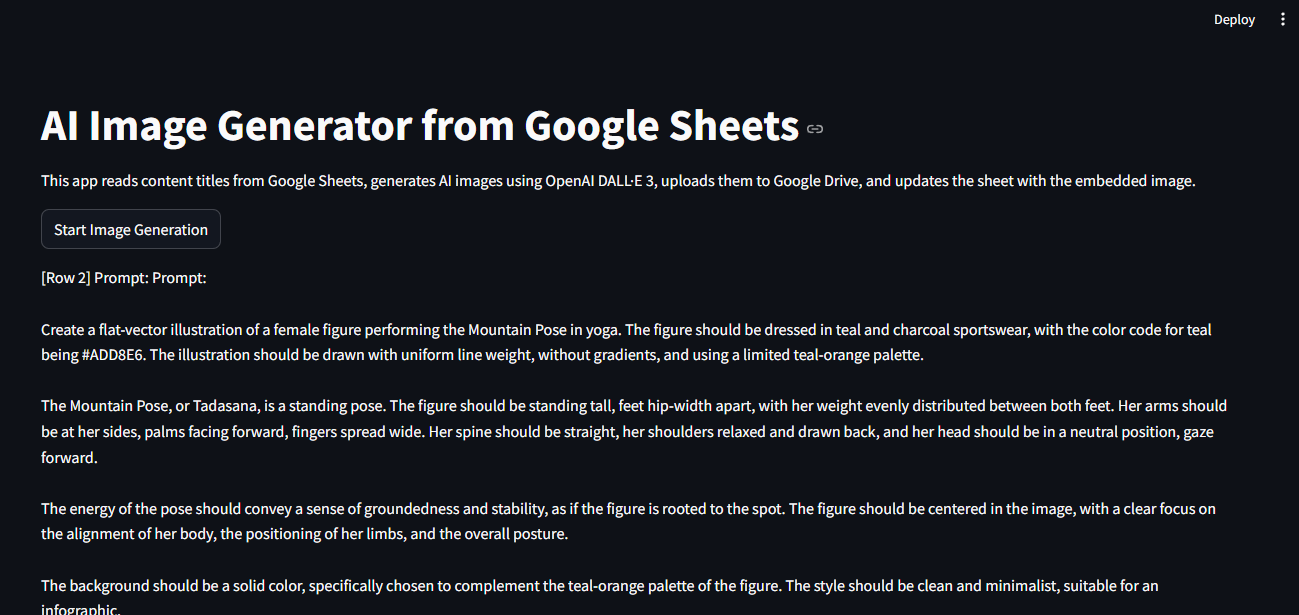 Deploy
AI Image Generator from Google Sheets
This app reads content titles from Google Sheets, generates AI images using OpenAI DALL·E 3, uploads them to Google Drive, and updates the sheet with the embedded image.
Start Image Generation
[Row 2] Prompt: Prompt:
Create a flat-vector illustration of a female figure performing the Mountain Pose in yoga. The figure should be dressed in teal and charcoal sportswear, with the color code for teal
being #ADD8E6. The illustration should be drawn with uniform line weight, without gradients, and using a limited teal-orange palette.
The Mountain Pose, or Tadasana, is a standing pose. The figure should be standing tall, feet hip-width apart, with her weight evenly distributed between both feet. Her arms should
be at her sides, palms facing forward, fingers spread wide. Her spine should be straight, her shoulders relaxed and drawn back, and her head should be in a neutral position, gaze
forward.
The energy of the pose should convey a sense of groundedness and stability, as if the figure is rooted to the spot. The figure should be centered in the image, with a clear focus on
the alignment of her body, the positioning of her limbs, and the overall posture.
The background should be a solid color, specifically chosen to complement the teal-orange palette of the figure. The style should be clean and minimalist, suitable for an
infographic.